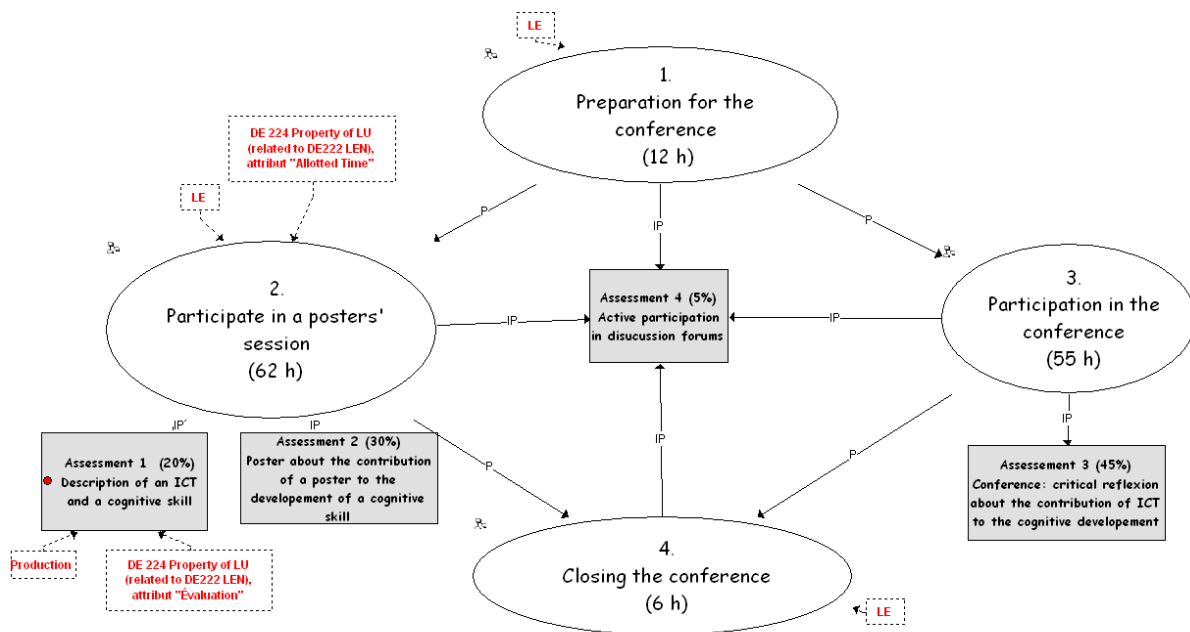 LE
1.
Preparation for the
conference
(12 h)
DE 224 Property of LU
(related to DE222 LEN),
attribut "Allotted Time"
LE
P
IP
P
2.
Participate in a posters'
session
(62 h)
Assessment 4 (5%)
Active participation
in disucussion forums
3.
Participation in the
conference
(55 h)
IP
IP
IP
IP
IP
IP
Assessment 1 (20%)
Description of an ICT
and a cognitive skill
Assessment 2 (30%)
Poster about the contribution
of a poster to the
developement of a cognitive
skill
P
P
Assessment 3 (45%)
Conference: critical reflexion
about the contribution of ICT
to the cognitive developement
Production
DE 224 Property of LU
(related to DE222 LEN),
attribut "Évaluation"
4.
Closing the conference
(6 h)
LE